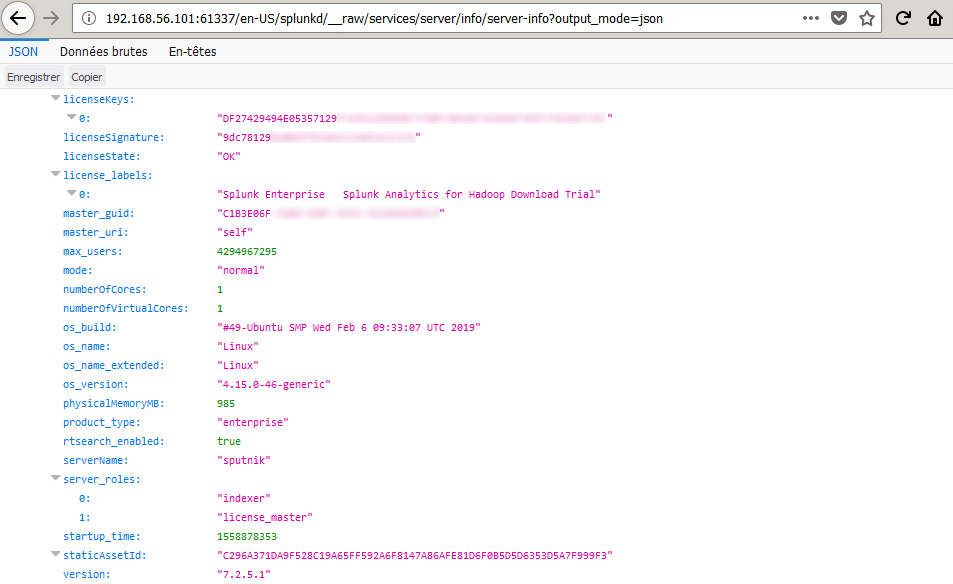 192.168.56.101:61337/en-US/splunkd/__raw/services/server/info/server-info?output_mode=json
JSON Données brutes En-têtes
Enregistrer Copier
licenseKeys:
0: "DF27429494E05357129 "
licenseSignature: "9dc78129 "
licenseState: "OK"
license_labels:
0: "Splunk Enterprise   Splunk Analytics for Hadoop Download Trial"
master_guid: "C1B3E06F "
master_uri: "self"
max_users: 4294967295
mode: "normal"
numberOfCores: 1
numberOfVirtualCores: 1
os_build: "#49-Ubuntu SMP Wed Feb 6 09:33:07 UTC 2019"
os_name: "Linux"
os_name_extended: "Linux"
os_version: "4.15.0-46-generic"
physicalMemoryMB: 985
product_type: "enterprise"
rtsearch_enabled: true
serverName: "sputnik"
server_roles:
0: "indexer"
1: "license_master"
startup_time: 1558878353
staticAssetId: "C296A371DA9F528C19A65FF592A6F8147A86AFE81D6F0B5D5D6353D5A7F999F3"
version: "7.2.5.1"